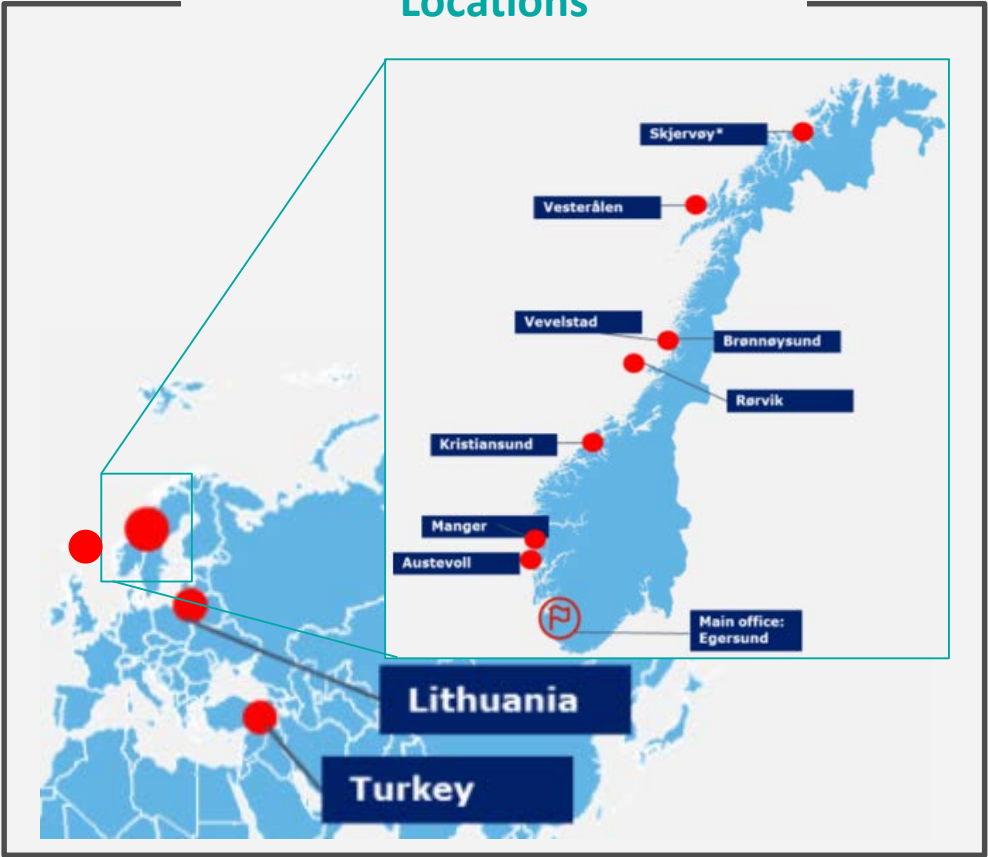 Locations
Skjervøy*
Vesterålen
Vevelstad
Brønnøysund
Rørvik
Kristiansund
Manger
Austevoll
Main office:
Egersund
Lithuania
Turkey